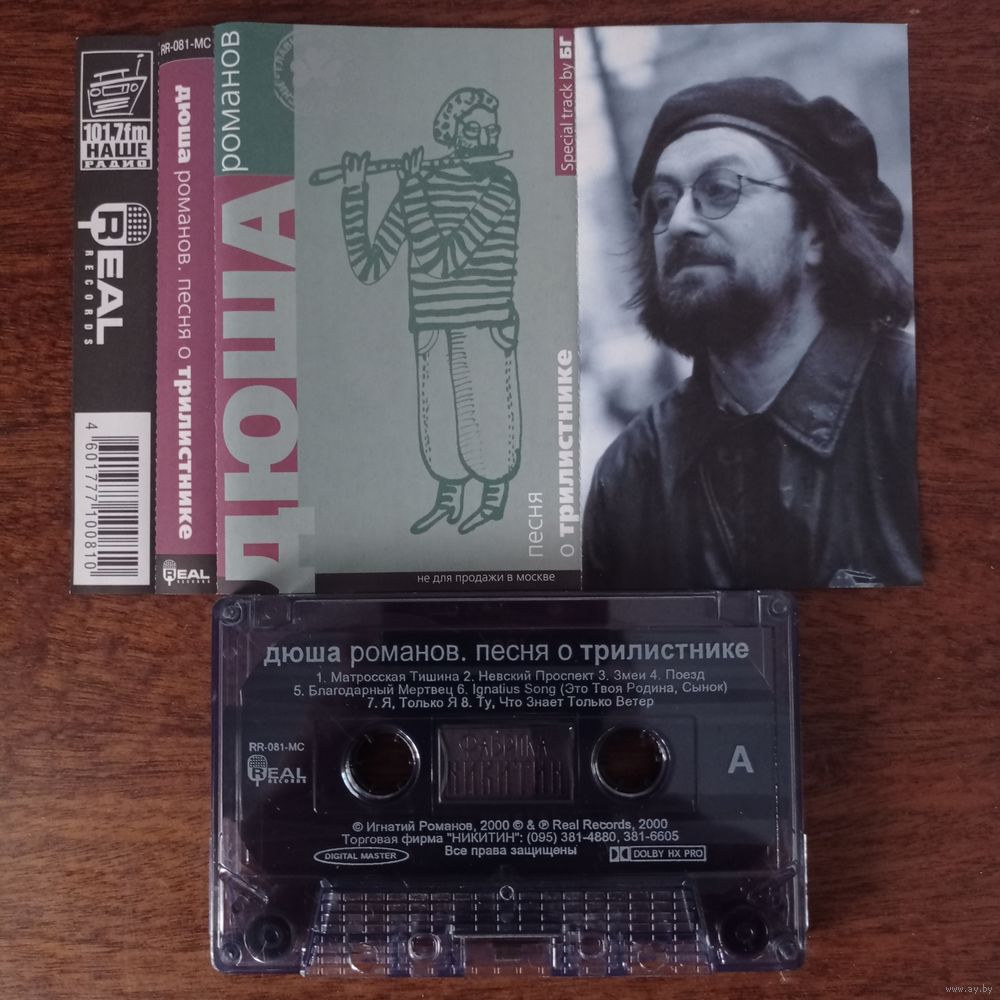 101.7fm
НАШЕ
РАДИО
REAL
RECORDS
4 601777 100810
RR-081-MC
дюша романов. песня о трилистнике
REAL
RECORDS
ДЮША
романов
Special track by БГ
песня
о трилистнике
не для продажи в москве
дюша романов. песня о трилистнике
1. Матросская Тишина 2. Невский Проспект 3. Змеи 4. Поезд
5. Благодарный Мертвец 6. Ignatius Song (Это Твоя Родина, Сынок)
7. Я, Только Я 8. Ту, Что Знает Только Ветер
RR-081-MC
REAL
RECORDS
ФАБРИКА
НИКИТИН
A
© Игнатий Романов, 2000 © & ℗ Real Records, 2000
Торговая фирма "НИКИТИН": (095) 381-4880, 381-6605
Все права защищены
DIGITAL MASTER
DOLBY HX PRO
www.ay.by